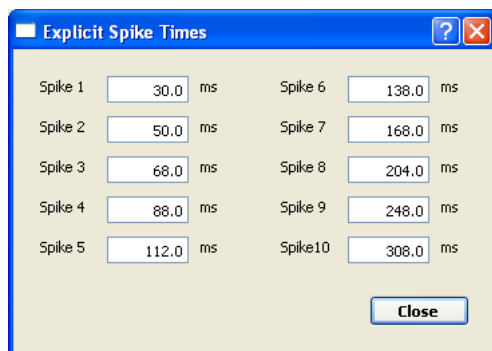 Explicit Spike Times
Spike 1 30.0 ms Spike 6 138.0 ms
Spike 2 50.0 ms Spike 7 168.0 ms
Spike 3 68.0 ms Spike 8 204.0 ms
Spike 4 88.0 ms Spike 9 248.0 ms
Spike 5 112.0 ms Spike10 308.0 ms
Close